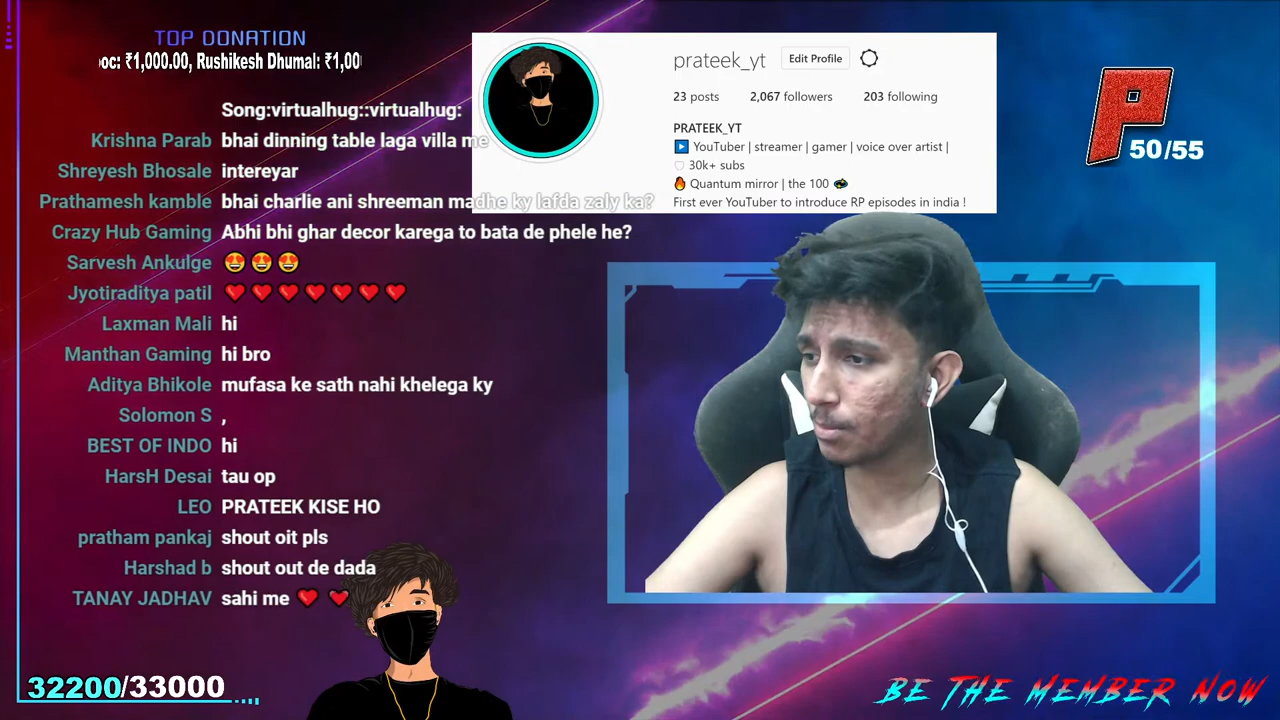 TOP DONATION
oc: ₹1,000.00, Rushikesh Dhumal: ₹1,00
Song:virtualhug::virtualhug:
Krishna Parab bhai dinning table laga villa me
Shreyesh Bhosale intereyar
Prathamesh kamble bhai charlie ani shreeman madhe ky lafda zaly ka?
Crazy Hub Gaming Abhi bhi ghar decor karega to bata de phele he?
Sarvesh Ankulge 😍😍😍
Jyotiraditya patil ❤❤❤❤❤❤❤
Laxman Mali hi
Manthan Gaming hi bro
Aditya Bhikole mufasa ke sath nahi khelega ky
Solomon S ,
BEST OF INDO hi
HarsH Desai tau op
LEO PRATEEK KISE HO
pratham pankaj shout oit pls
Harshad b shout out de dada
TANAY JADHAV sahi me ❤ ❤
32200/33000
prateek_yt Edit Profile
23 posts 2,067 followers 203 following
PRATEEK_YT
▶ YouTuber | streamer | gamer | voice over artist |
30k+ subs
🔥 Quantum mirror | the 100
First ever YouTuber to introduce RP episodes in india !
P
50/55
BE THE MEMBER NOW